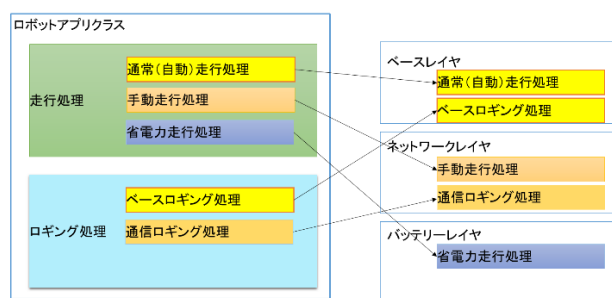 ロボットアプリクラス
走行処理
通常(自動)走行処理
手動走行処理
省電力走行処理
ロギング処理
ベースロギング処理
通信ロギング処理
ベースレイヤ
通常(自動)走行処理
ベースロギング処理
ネットワークレイヤ
手動走行処理
通信ロギング処理
バッテリーレイヤ
省電力走行処理